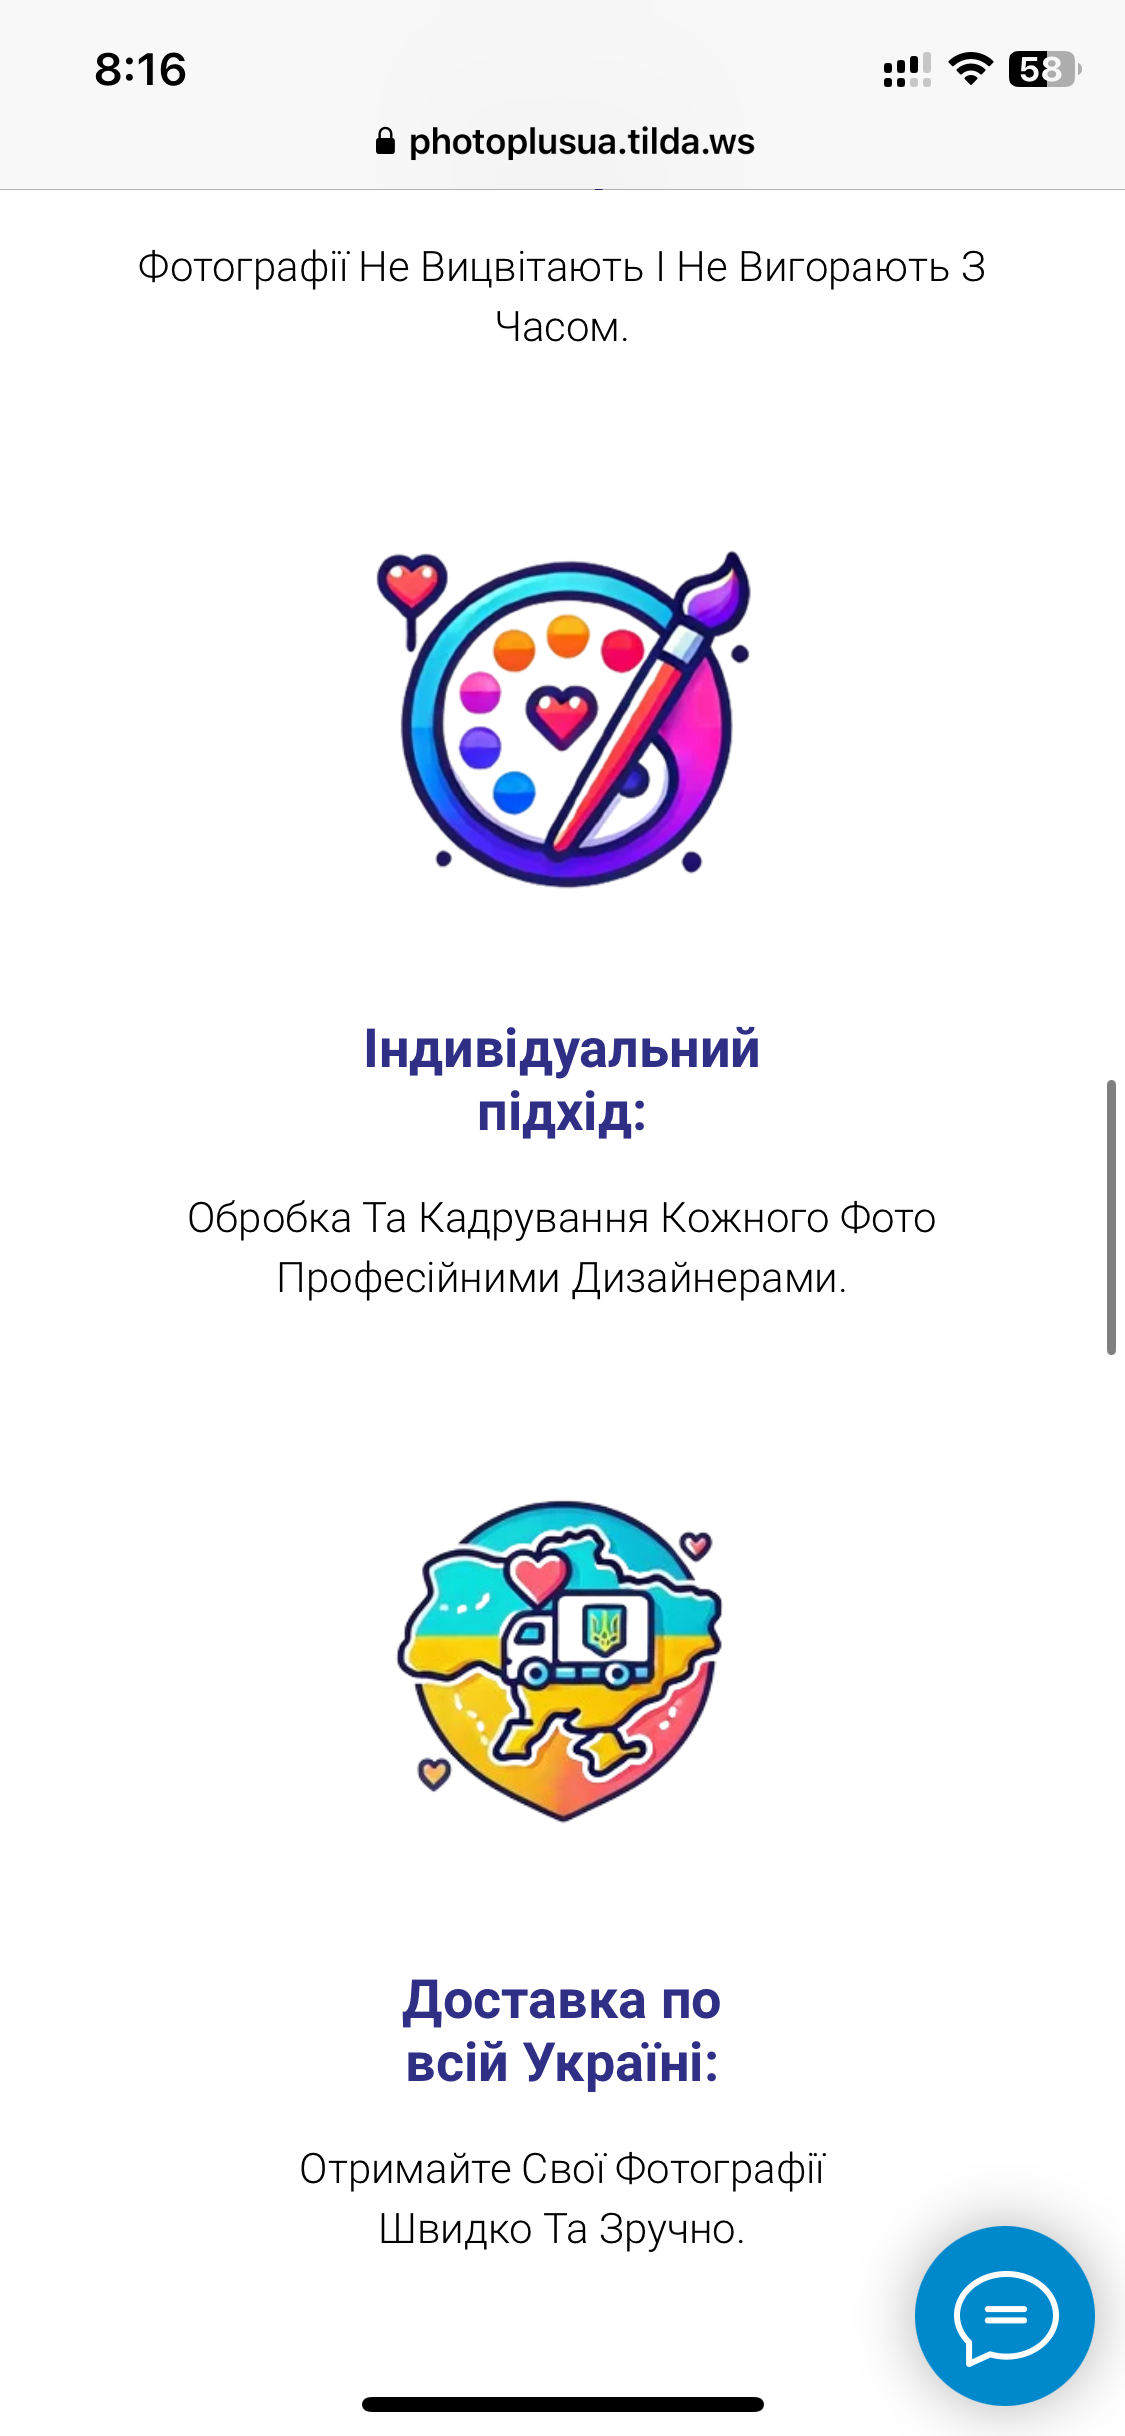 8:16
58
photoplusua.tilda.ws
Фотографії Не Вицвітають І Не Вигорають З
Часом.
Індивідуальний
підхід:
Обробка Та Кадрування Кожного Фото
Професійними Дизайнерами.
Доставка по
всій Україні:
Отримайте Свої Фотографії
Швидко Та Зручно.